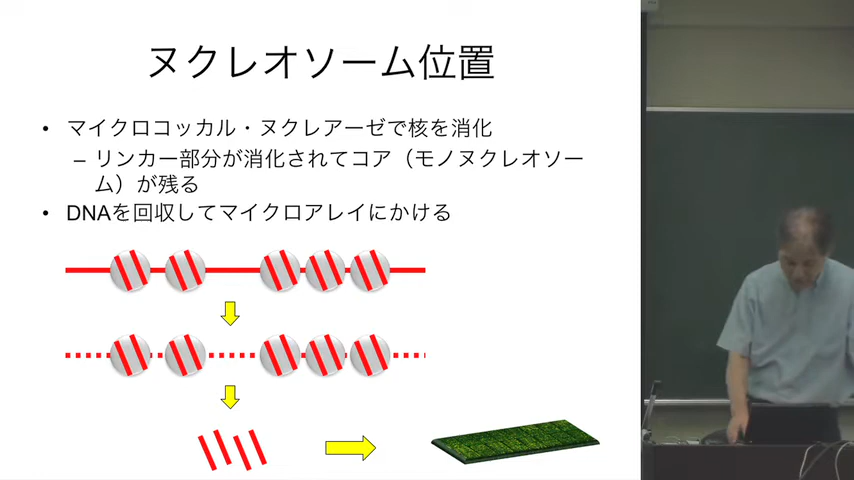 ヌクレオソーム位置
• マイクロコッカル・ヌクレアーゼで核を消化
– リンカー部分が消化されてコア（モノヌクレオソー
ム）が残る
• DNAを回収してマイクロアレイにかける